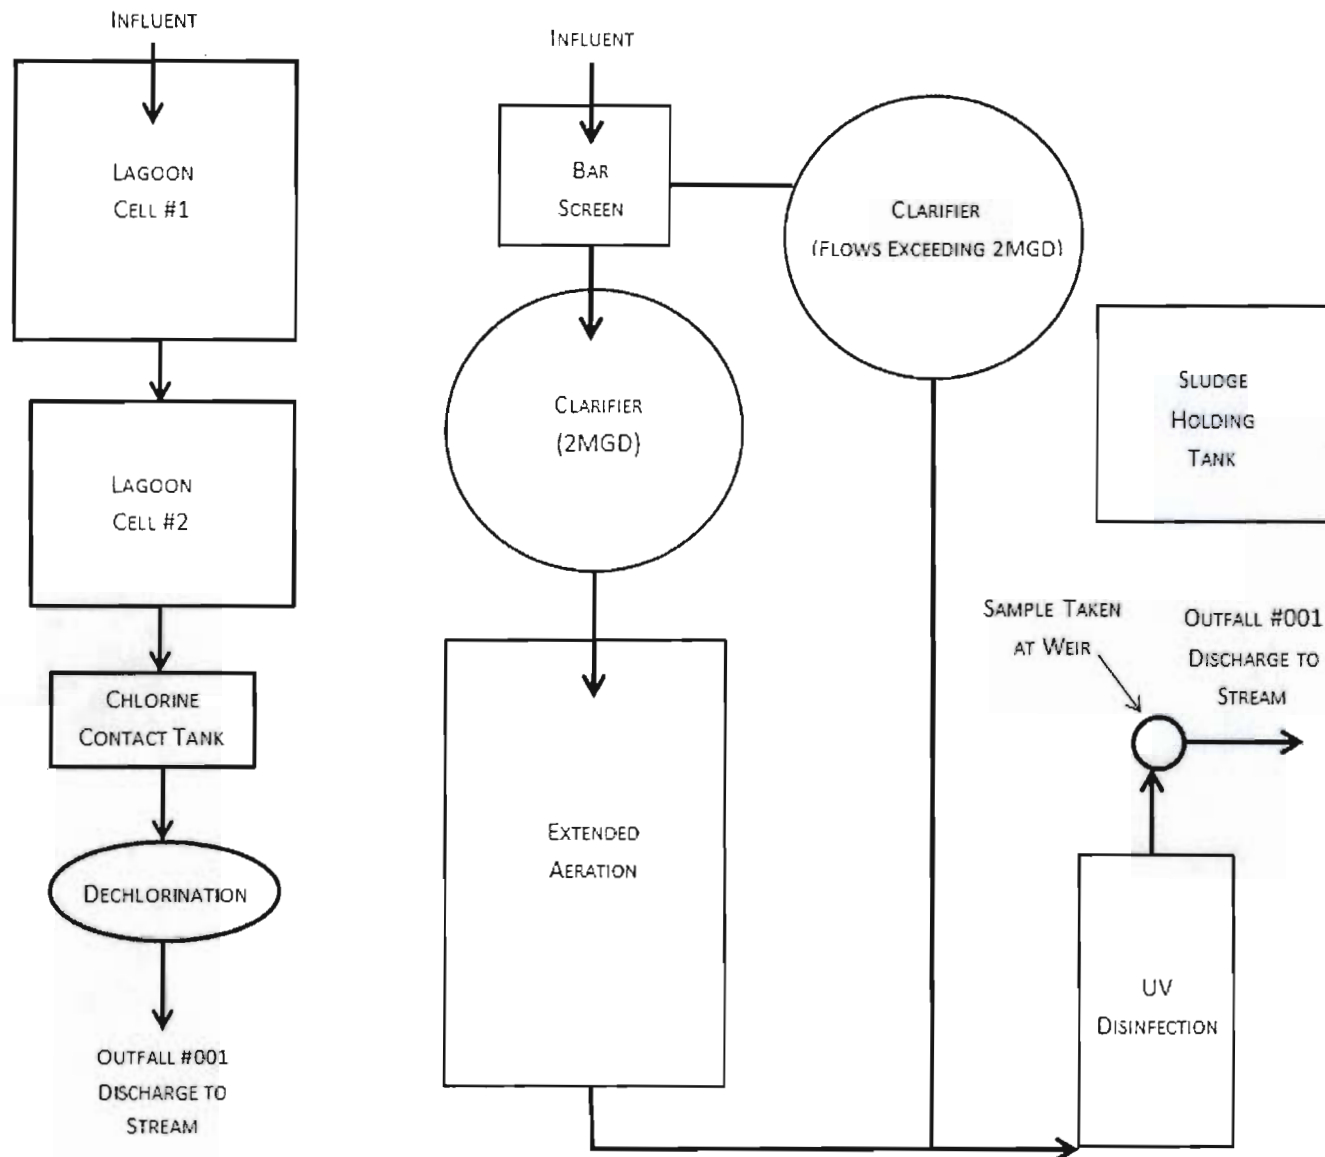 INFLUENT
LAGOON
CELL #1
LAGOON
CELL #2
CHLORINE
CONTACT TANK
DECHLORINATION
OUTFALL #001
DISCHARGE TO
STREAM
INFLUENT
BAR
SCREEN
CLARIFIER
(FLOWS EXCEEDING 2MGD)
CLARIFIER
(2MGD)
EXTENDED
AERATION
SLUDGE
HOLDING
TANK
SAMPLE TAKEN
AT WEIR
OUTFALL #001
DISCHARGE TO
STREAM
UV
DISINFECTION